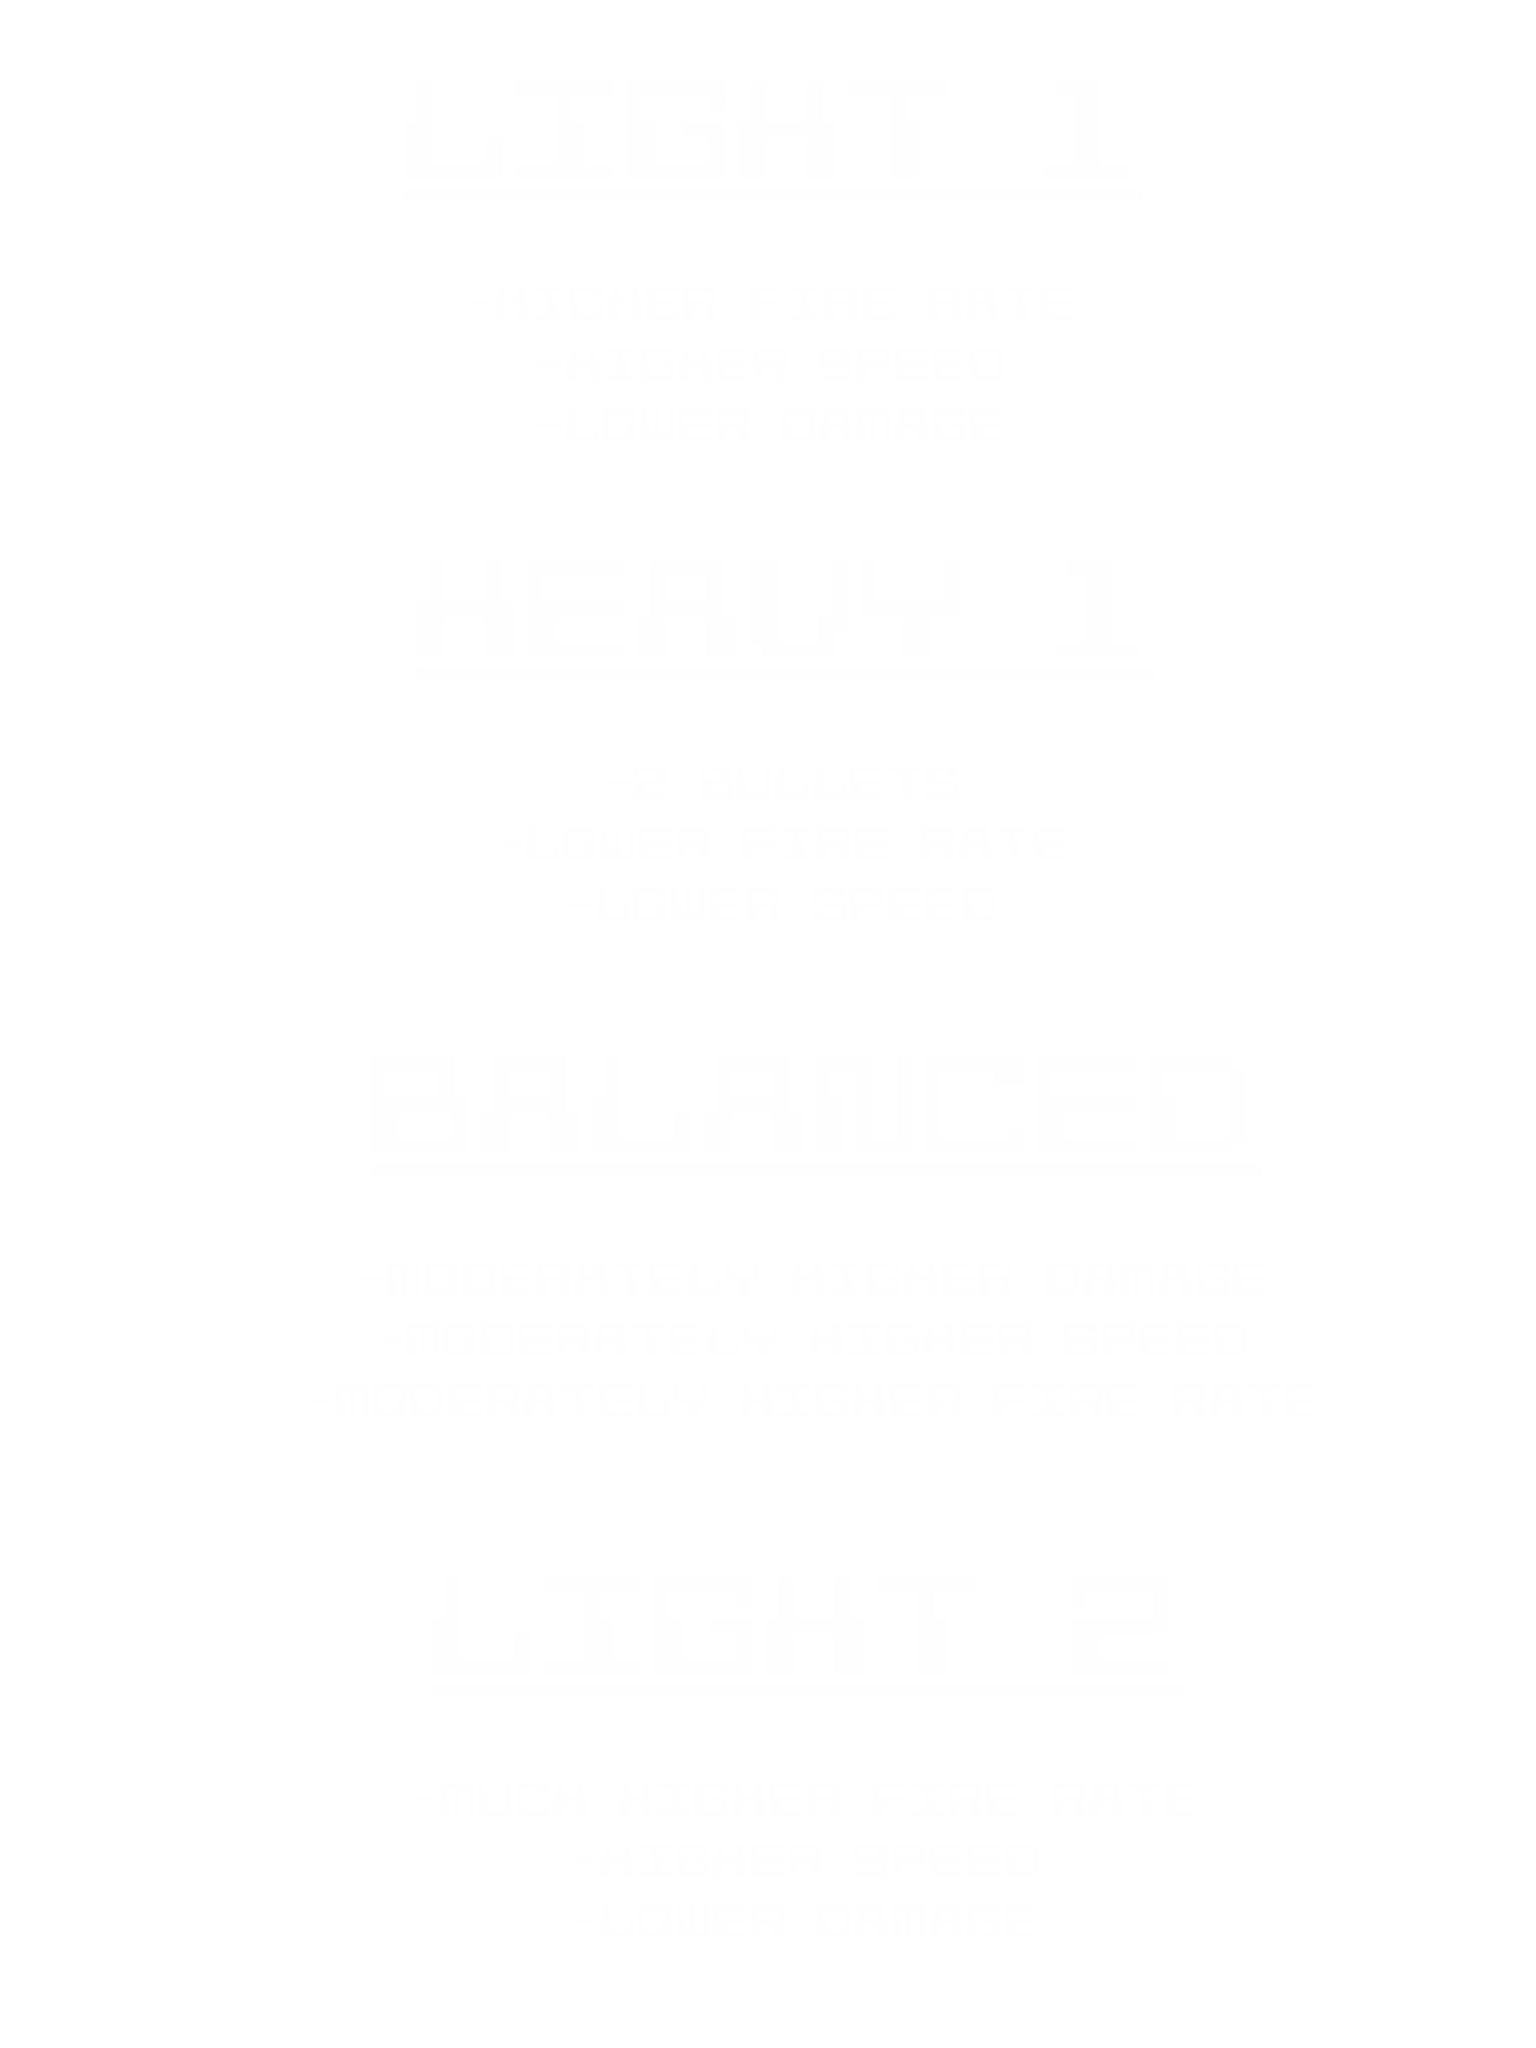 LIGHT 1
-HIGHER FIRE RATE
-HIGHER SPEED
-LOWER DAMAGE
HEAVY 1
-2 BULLETS
-LOWER FIRE RATE
-LOWER SPEED
BALANCED
-MODERATELY HIGHER DAMAGE
-MODERATELY HIGHER SPEED
-MODERATELY HIGHER FIRE RATE
LIGHT 2
-MUCH HIGHER FIRE RATE
-HIGHER SPEED
-LOWER DAMAGE